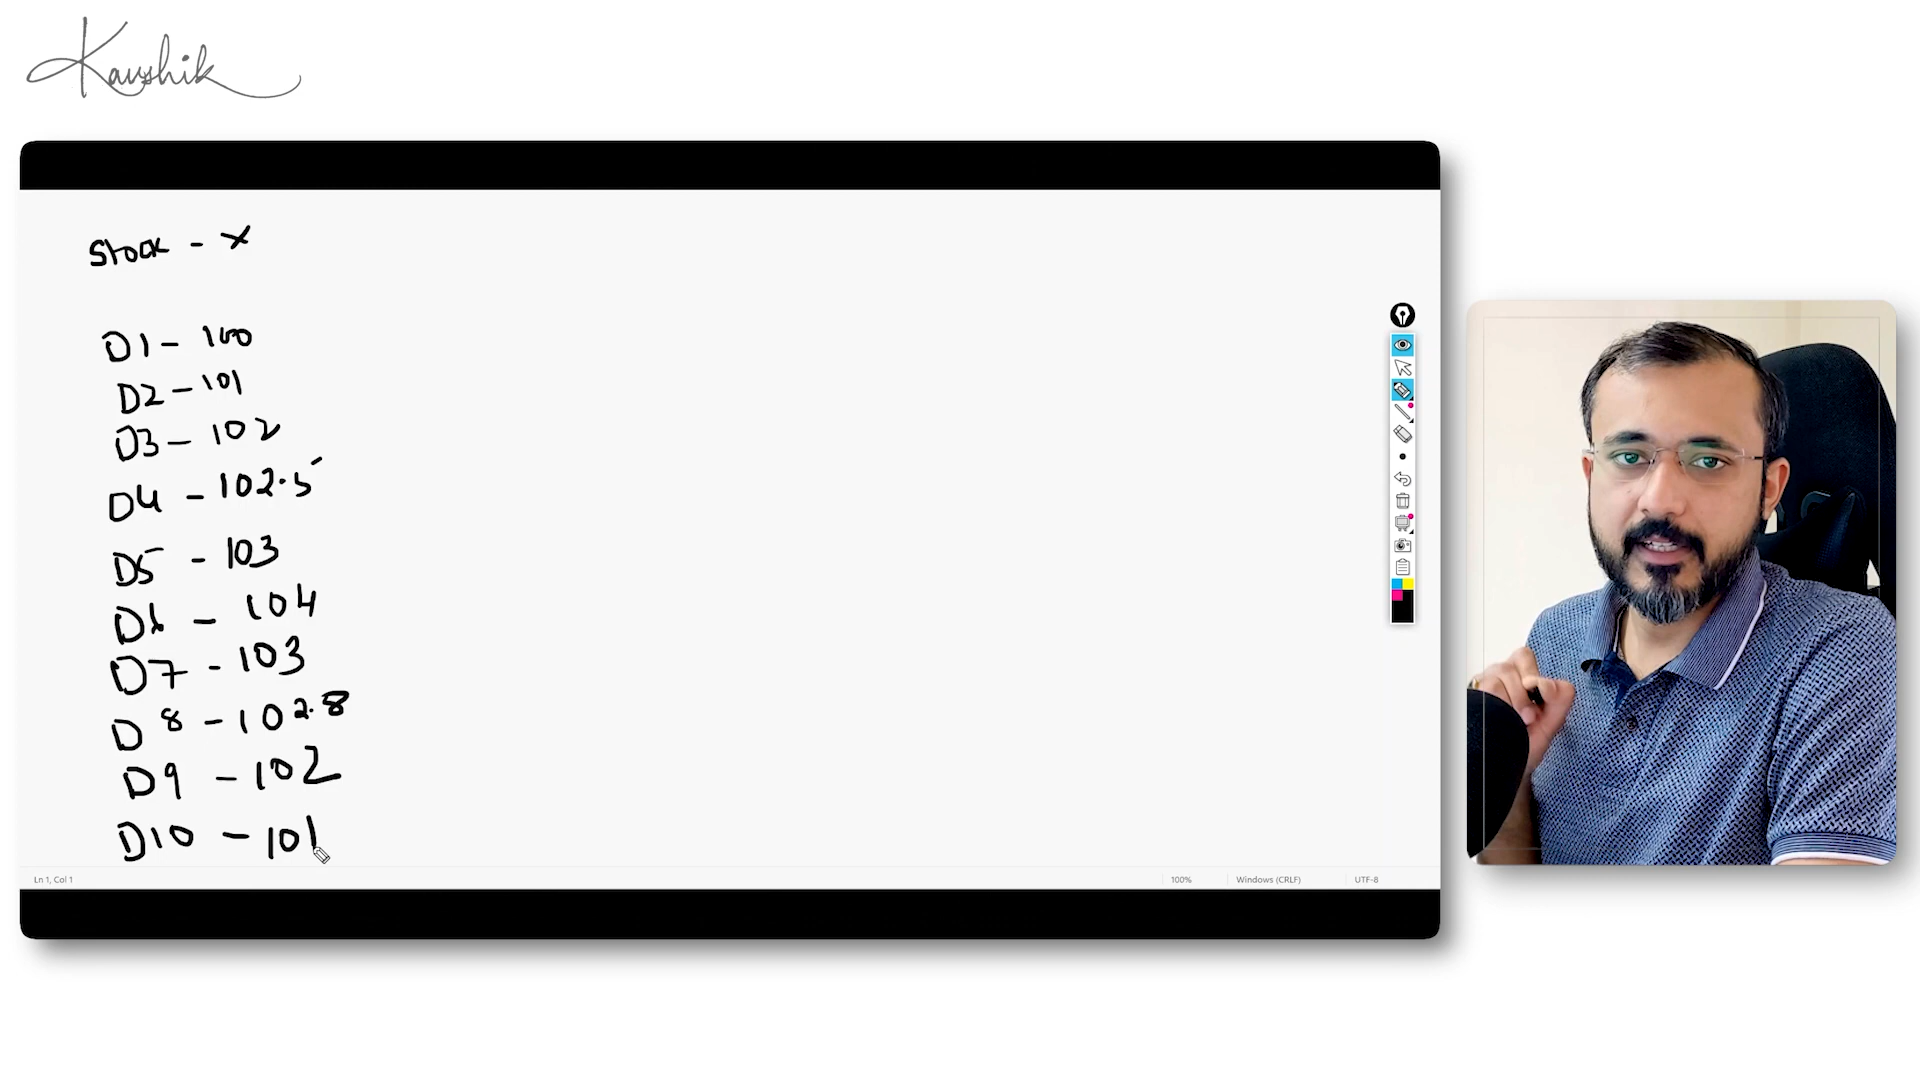 Kaushik
Stock - X
D1 - 100
D2 - 101
D3 - 102
D4 - 102.5
D5 - 103
D6 - 104
D7 - 103
D8 - 102.8
D9 - 102
D10 - 101
Ln 1, Col 1
100%
Windows (CRLF)
UTF-8